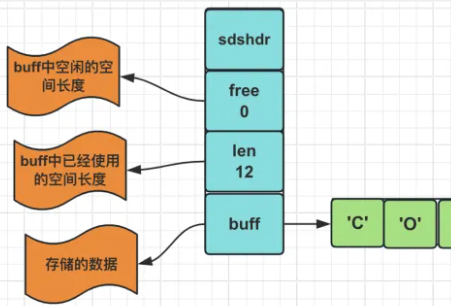 sdshdr
buff中空闲的空
间长度
free
0
buff中已经使用
的空间长度
len
12
存储的数据
buff
'C'
'O'